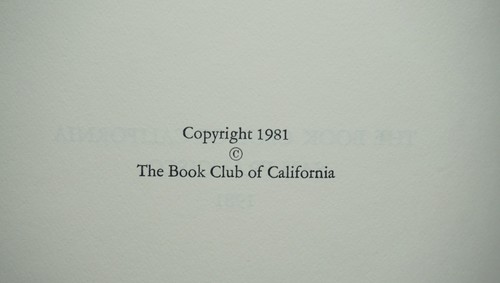 Copyright 1981
©
The Book Club of California